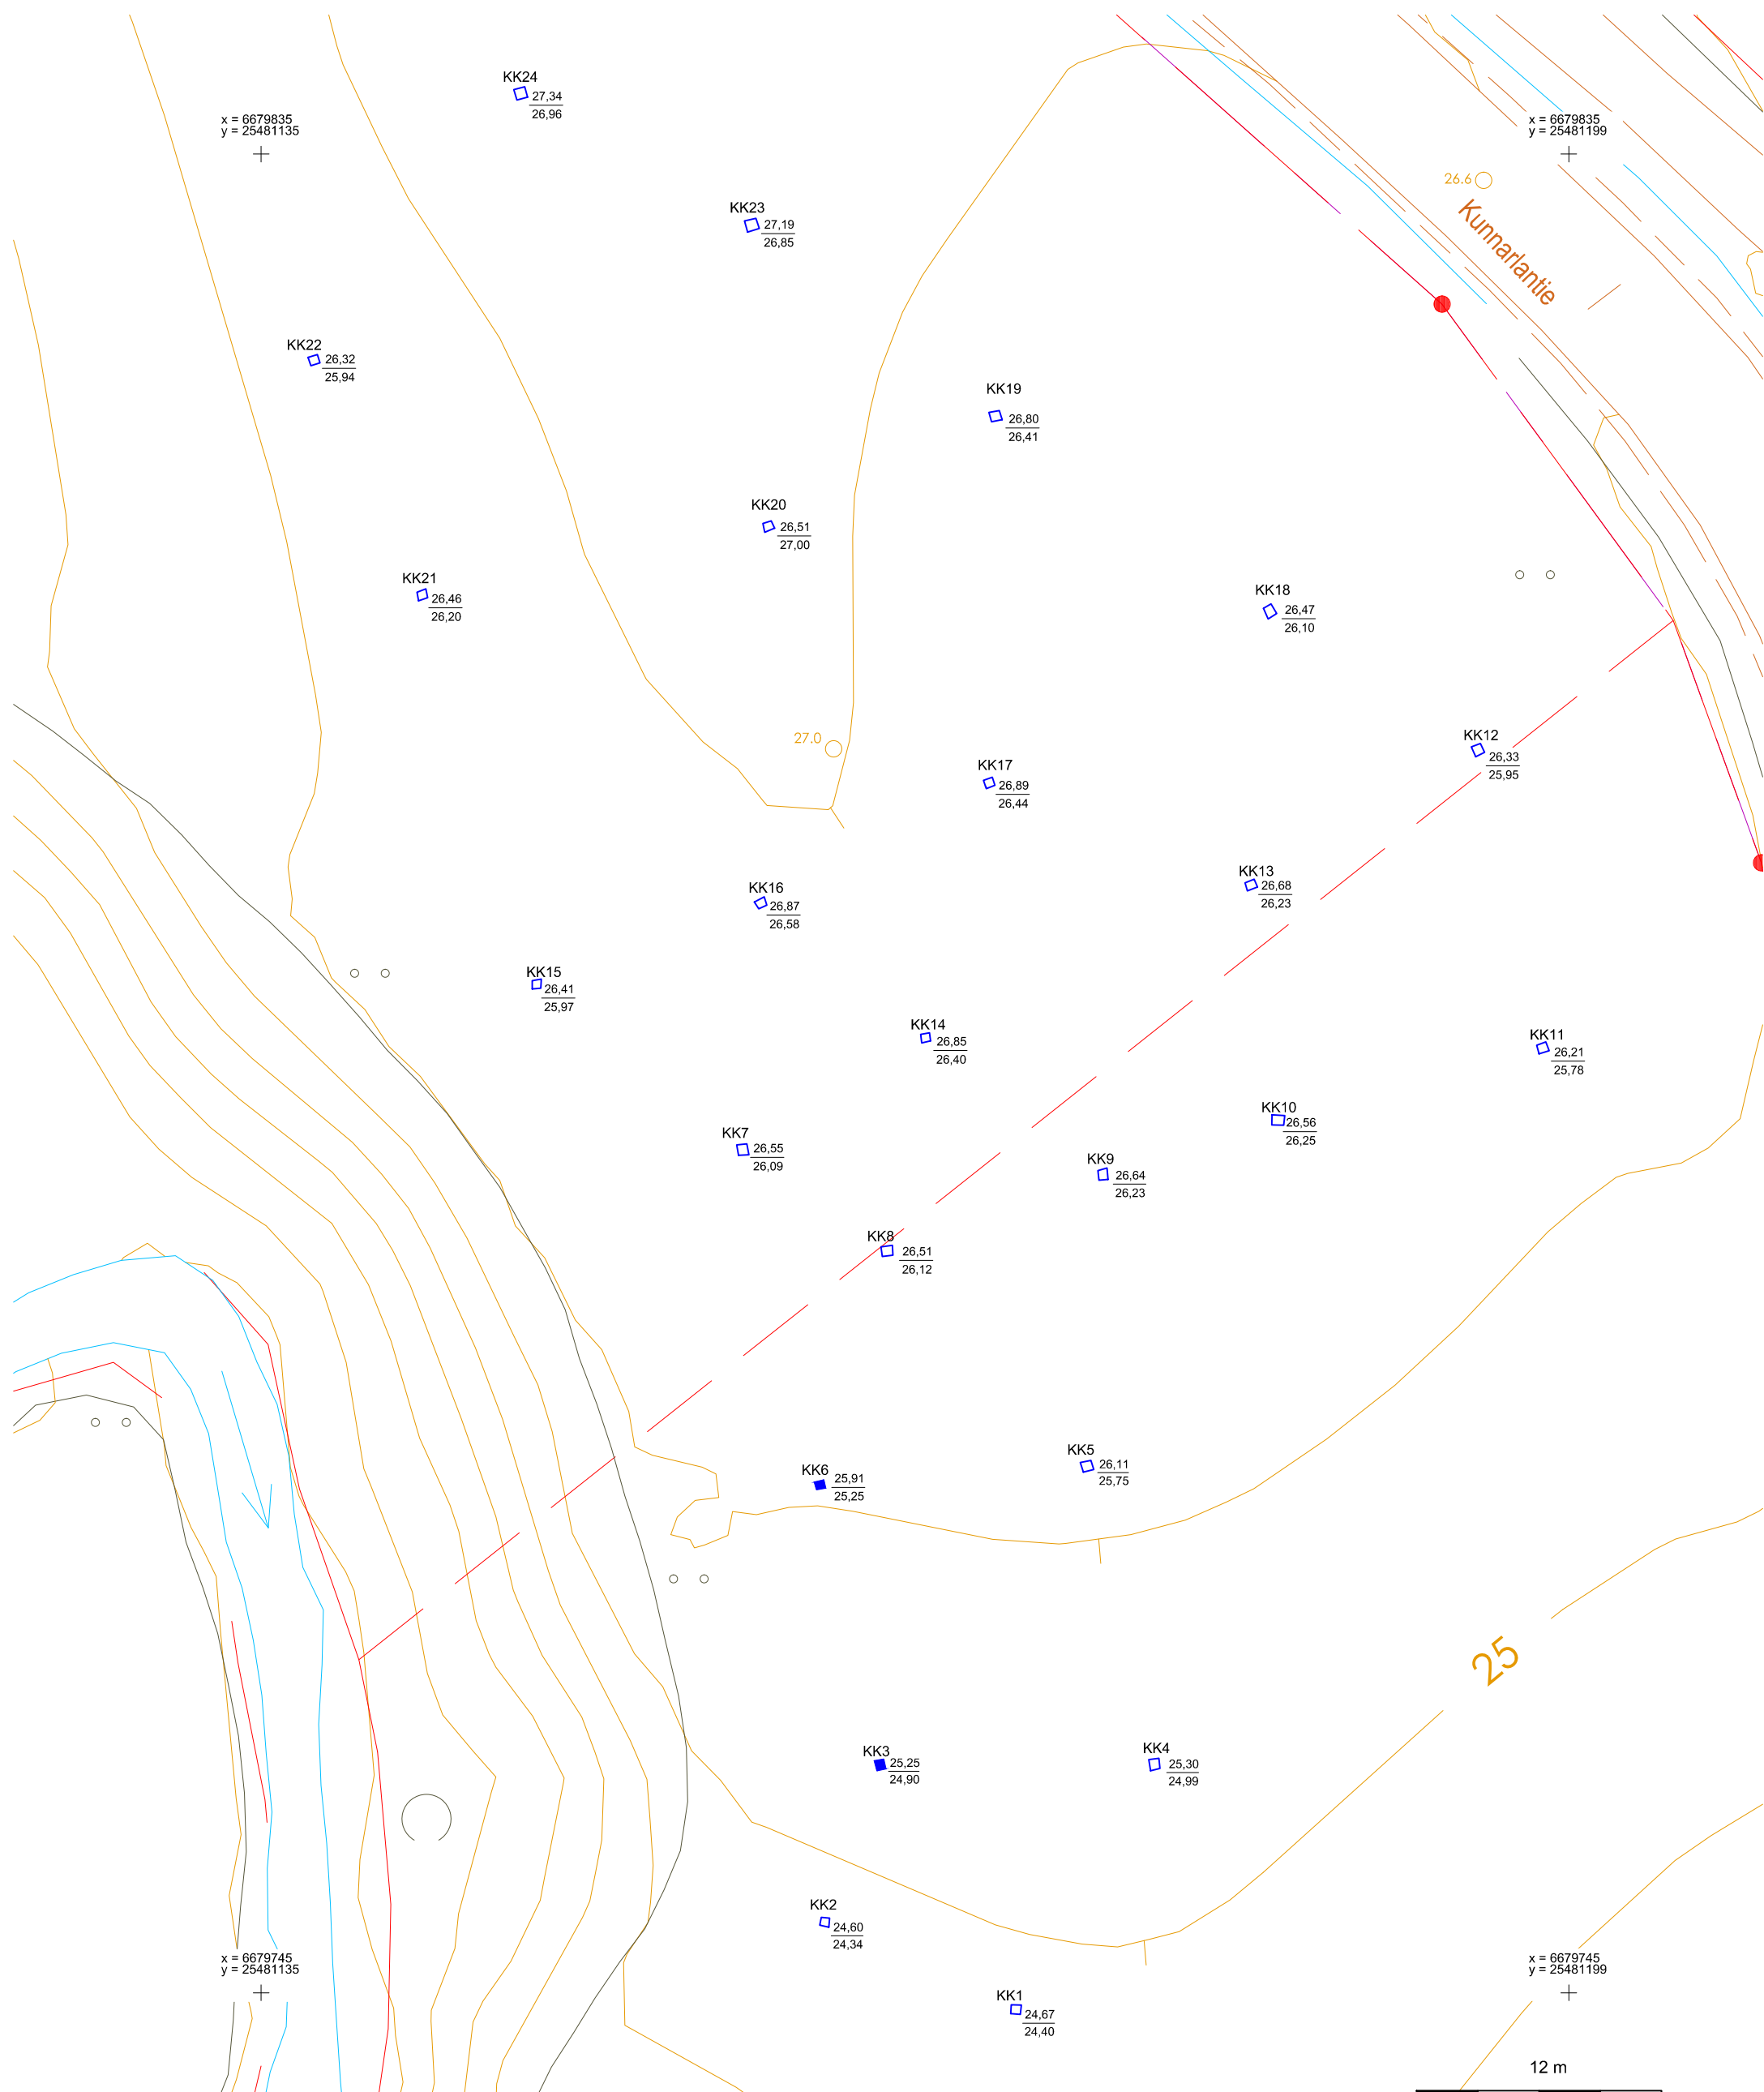 KK24
27,34
26,96
x = 6679835
y = 25481135
x = 6679835
y = 25481199
26.6
Kunnarlantie
KK23
27,19
26,85
KK22
26,32
25,94
KK19
26,80
26,41
KK20
26,51
27,00
KK21
26,46
26,20
KK18
26,47
26,10
27.0
KK12
26,33
25,95
KK17
26,89
26,44
KK13
26,68
26,23
KK16
26,87
26,58
KK15
26,41
25,97
KK14
26,85
26,40
KK11
26,21
25,78
KK10
26,56
26,25
KK7
26,55
26,09
KK9
26,64
26,23
KK8
26,51
26,12
KK5
26,11
25,75
KK6
25,91
25,25
25
KK3
25,25
24,90
KK4
25,30
24,99
KK2
24,60
24,34
x = 6679745
y = 25481135
x = 6679745
y = 25481199
KK1
24,67
24,40
12 m